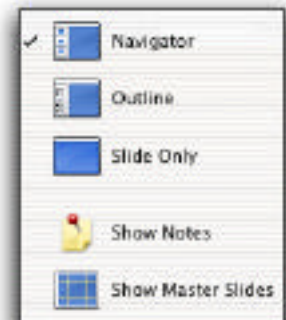 Navigator
Outline
Slide Only
Show Notes
Show Master Slides